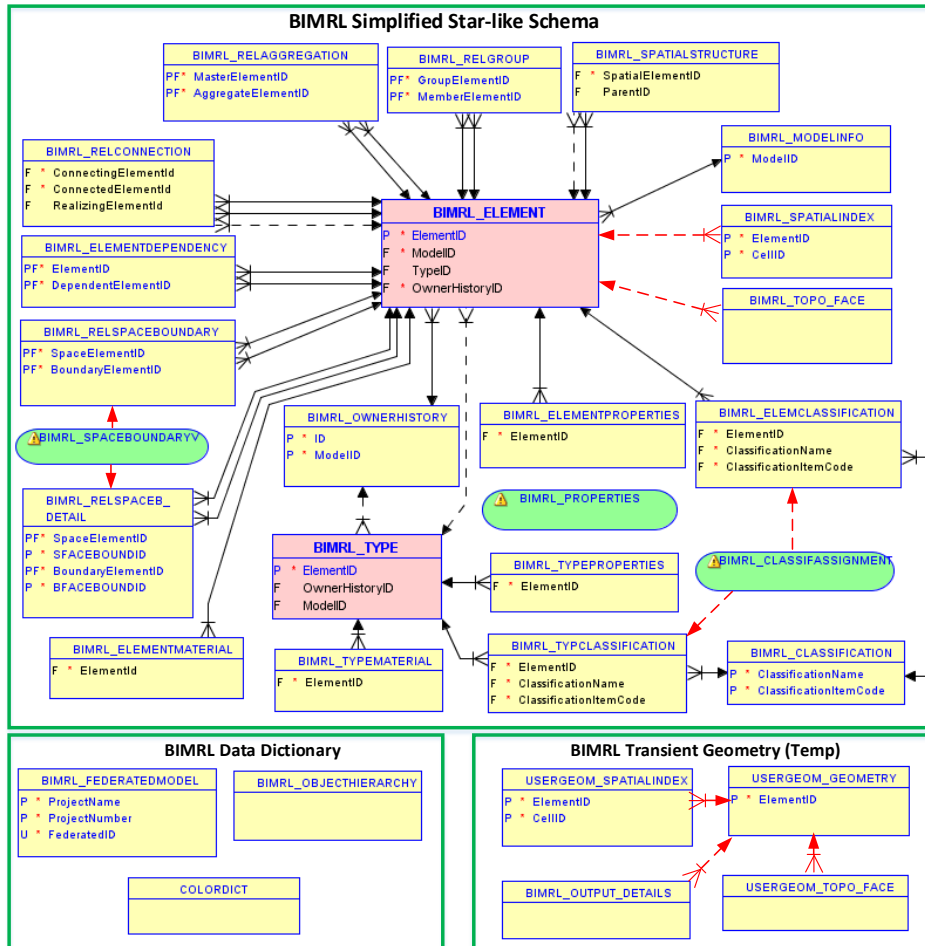 BIMRL Simplified Star-like Schema
BIMRL_RELAGGREGATION
PF* MasterElementID
PF* AggregateElementID
BIMRL_RELGROUP
PF* GroupElementID
PF* MemberElementID
BIMRL_SPATIALSTRUCTURE
F * SpatialElementID
F ParentID
BIMRL_RELCONNECTION
F * ConnectingElementId
F * ConnectedElementId
F RealizingElementId
BIMRL_MODELINFO
P * ModelID
BIMRL_ELEMENT
P * ElementID
F * ModelID
F TypeID
F * OwnerHistoryID
BIMRL_SPATIALINDEX
P * ElementID
P * CellID
BIMRL_ELEMENTDEPENDENCY
PF* ElementID
PF* DependentElementID
BIMRL_TOPO_FACE
BIMRL_RELSPACEBOUNDARY
PF* SpaceElementID
PF* BoundaryElementID
BIMRL_OWNERHISTORY
P * ID
P * ModelID
BIMRL_ELEMENTPROPERTIES
F * ElementID
BIMRL_ELEMCLASSIFICATION
F * ElementID
F * ClassificationName
F * ClassificationItemCode
BIMRL_SPACEBOUNDARYV
BIMRL_PROPERTIES
BIMRL_RELSPACEB_
DETAIL
PF* SpaceElementID
P * SFACEBOUNDID
PF* BoundaryElementID
P * BFACEBOUNDID
BIMRL_TYPE
P * ElementID
F OwnerHistoryID
F ModelID
BIMRL_TYPEPROPERTIES
F * ElementID
BIMRL_CLASSIFASSIGNMENT
BIMRL_ELEMENTMATERIAL
F * ElementId
BIMRL_TYPEMATERIAL
F * ElementID
BIMRL_TYPCLASSIFICATION
F * ElementID
F * ClassificationName
F * ClassificationItemCode
BIMRL_CLASSIFICATION
P * ClassificationName
P * ClassificationItemCode
BIMRL Data Dictionary
BIMRL_FEDERATEDMODEL
P * ProjectName
P * ProjectNumber
U * FederatedID
BIMRL_OBJECTHIERARCHY
COLORDICT
BIMRL Transient Geometry (Temp)
USERGEOM_SPATIALINDEX
P * ElementID
P * CellID
USERGEOM_GEOMETRY
P * ElementID
BIMRL_OUTPUT_DETAILS
USERGEOM_TOPO_FACE